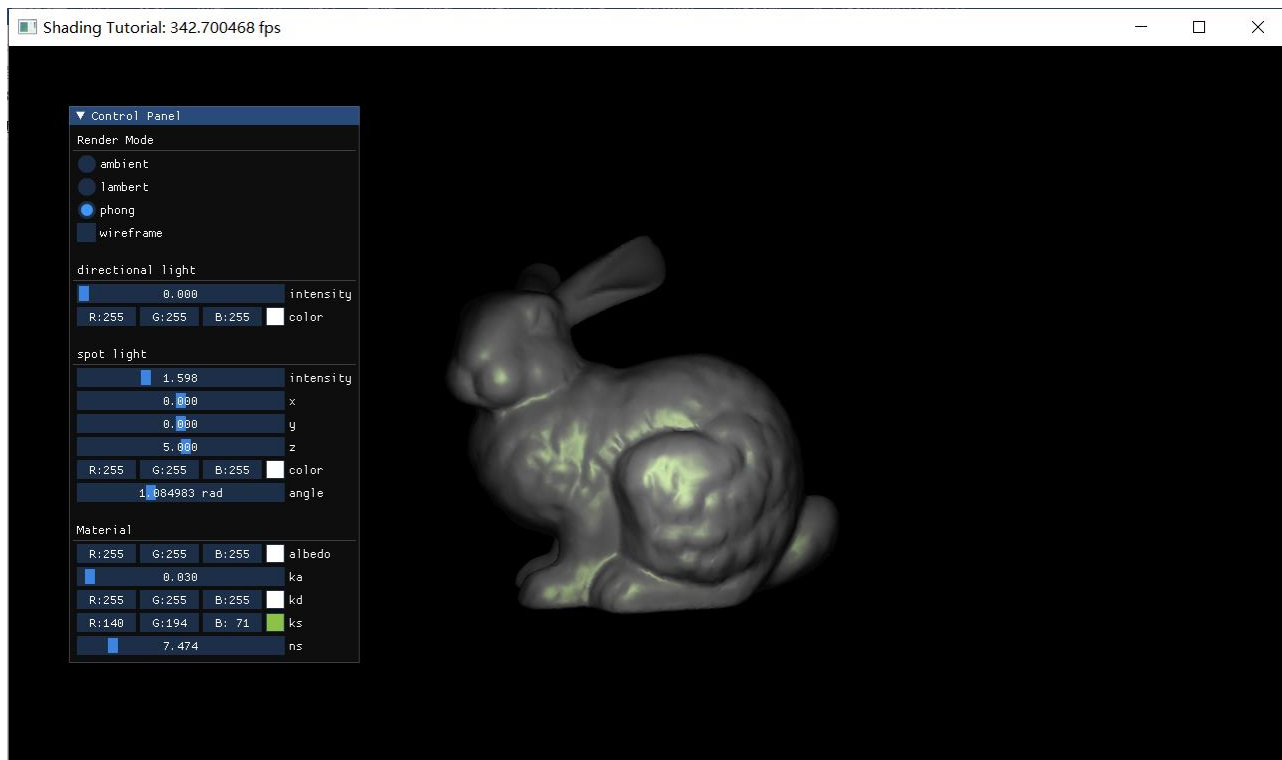 Shading Tutorial: 342.700468 fps
Control Panel
Render Mode
ambient
lambert
phong
wireframe
directional light
0.000 intensity
R:255 G:255 B:255 color
spot light
1.598 intensity
0.000 x
0.000 y
5.000 z
R:255 G:255 B:255 color
1.084983 rad angle
Material
R:255 G:255 B:255 albedo
0.030 ka
R:255 G:255 B:255 kd
R:140 G:194 B: 71 ks
7.474 ns